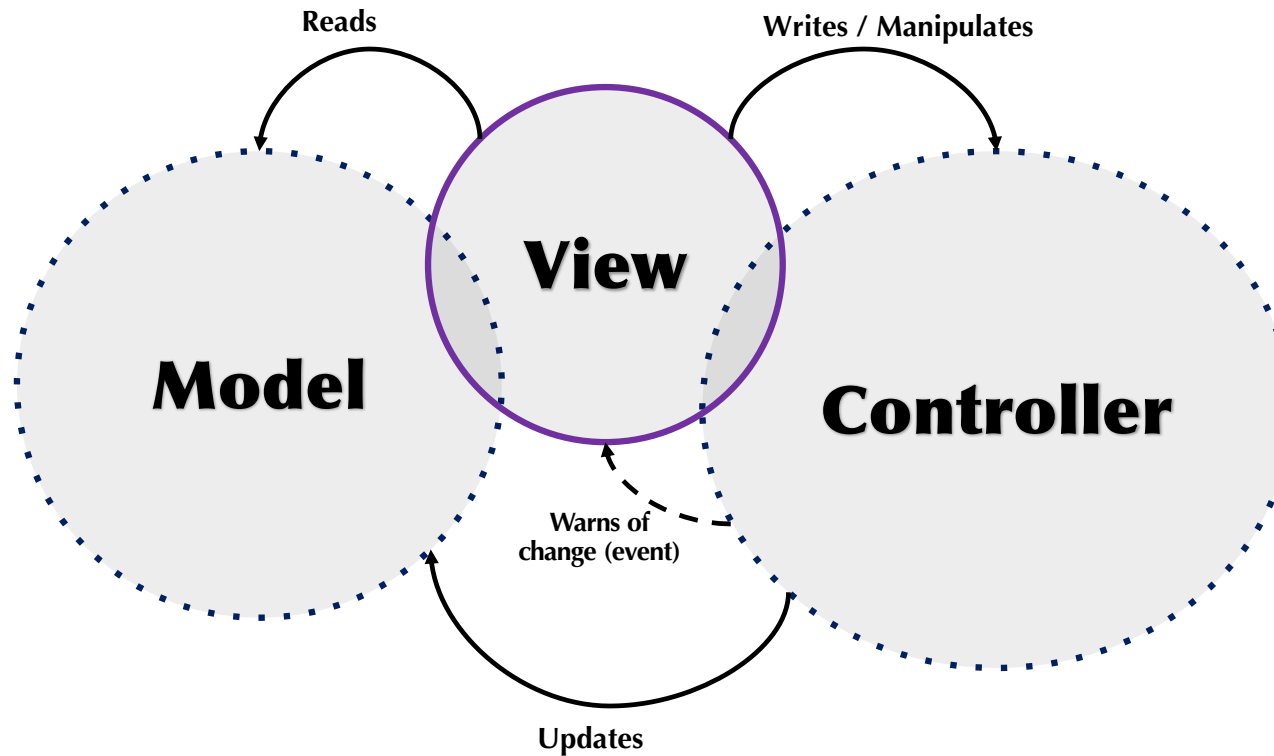 Reads
Writes / Manipulates
View
Model
Controller
Warns of
change (event)
Updates